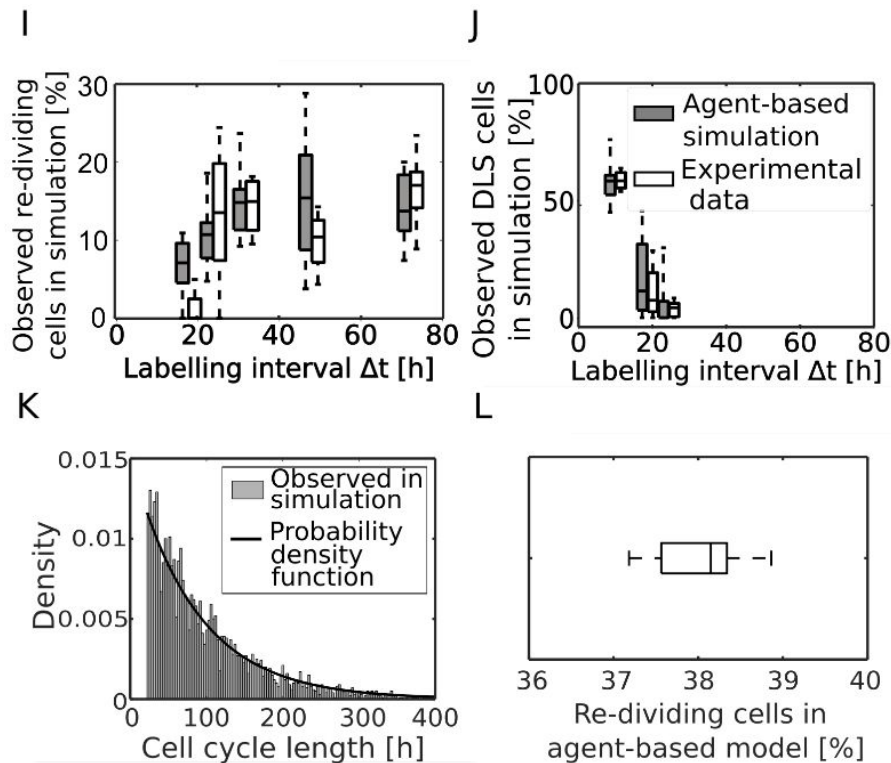 I
Observed re-dividing
cells in simulation [%]
30
20
10
0
0
20
40
60
80
Labelling interval Δt [h]
J
Observed DLS cells
in simulation [%]
100
50
0
0
20
40
60
80
Agent-based
simulation
Experimental
data
Labelling interval Δt [h]
K
Density
0.015
0.01
0.005
0
0
100
200
300
400
Observed in
simulation
Probability
density
function
Cell cycle length [h]
L
36
37
38
39
40
Re-dividing cells in
agent-based model [%]